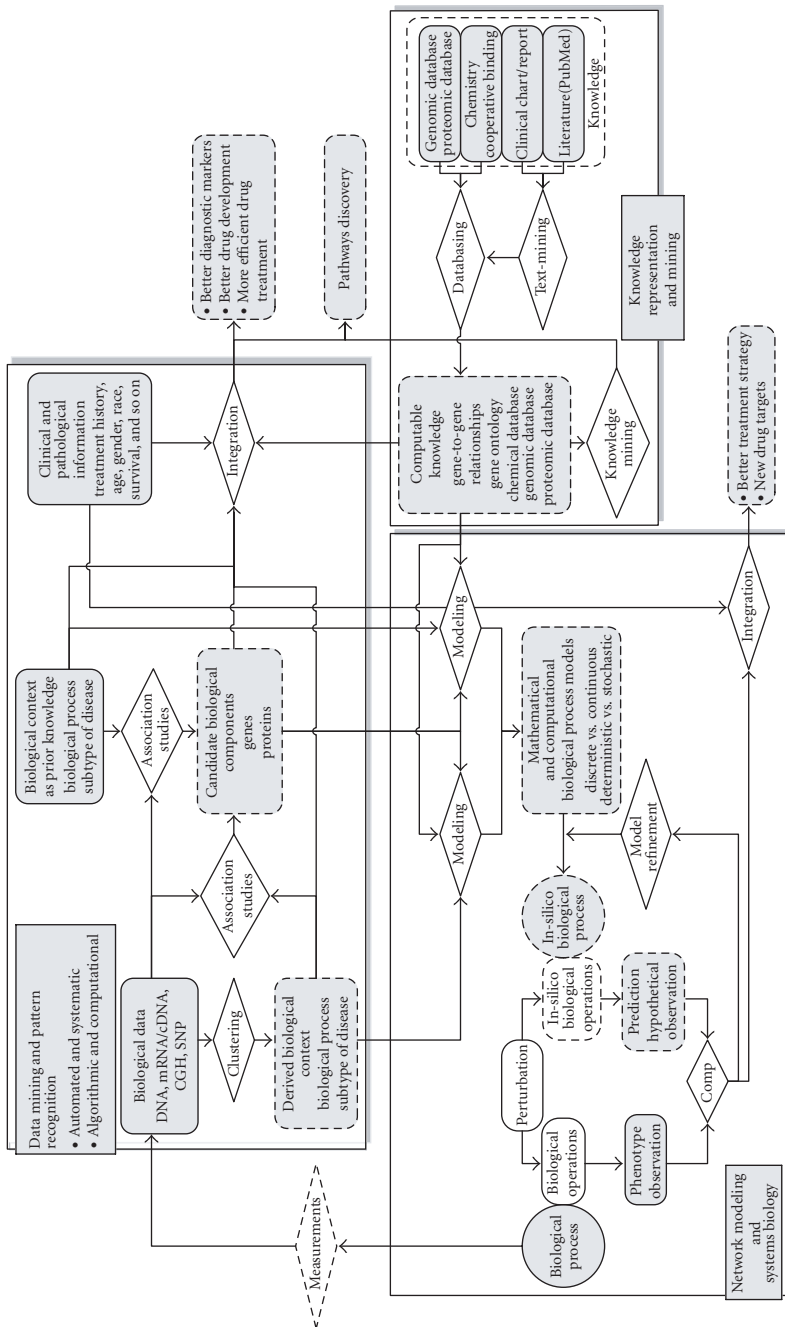 Data mining and pattern
recognition
• Automated and systematic
• Algorithmic and computational
Biological data
DNA, mRNA/cDNA,
CGH, SNP
Clustering
Derived biological
context
biological process
subtype of disease
Association
studies
Biological context
as prior knowledge
biological process
subtype of disease
Association
studies
Candidate biological
components
genes
proteins
Clinical and
pathological
information
treatment history,
age, gender, race,
survival, and so on
Integration
• Better diagnostic markers
• Better drug development
• More efficient drug
treatment
Pathways discovery
Measurements
Biological
process
Biological
operations
Perturbation
In-silico
biological
operations
In-silico
biological
process
Phenotype
observation
Prediction
hypothetical
observation
Comp
Model
refinement
Modeling
Modeling
Mathematical
and computational
biological process models
discrete vs. continuous
deterministic vs. stochastic
Integration
• Better treatment strategy
• New drug targets
Network modeling
and
systems biology
Computable
knowledge
gene-to-gene
relationships
gene ontology
chemical database
genomic database
proteomic database
Knowledge
mining
Databasing
Text-mining
Genomic database
proteomic database
Chemistry
cooperative binding
Clinical chart/report
Literature(PubMed)
Knowledge
Knowledge
representation
and mining